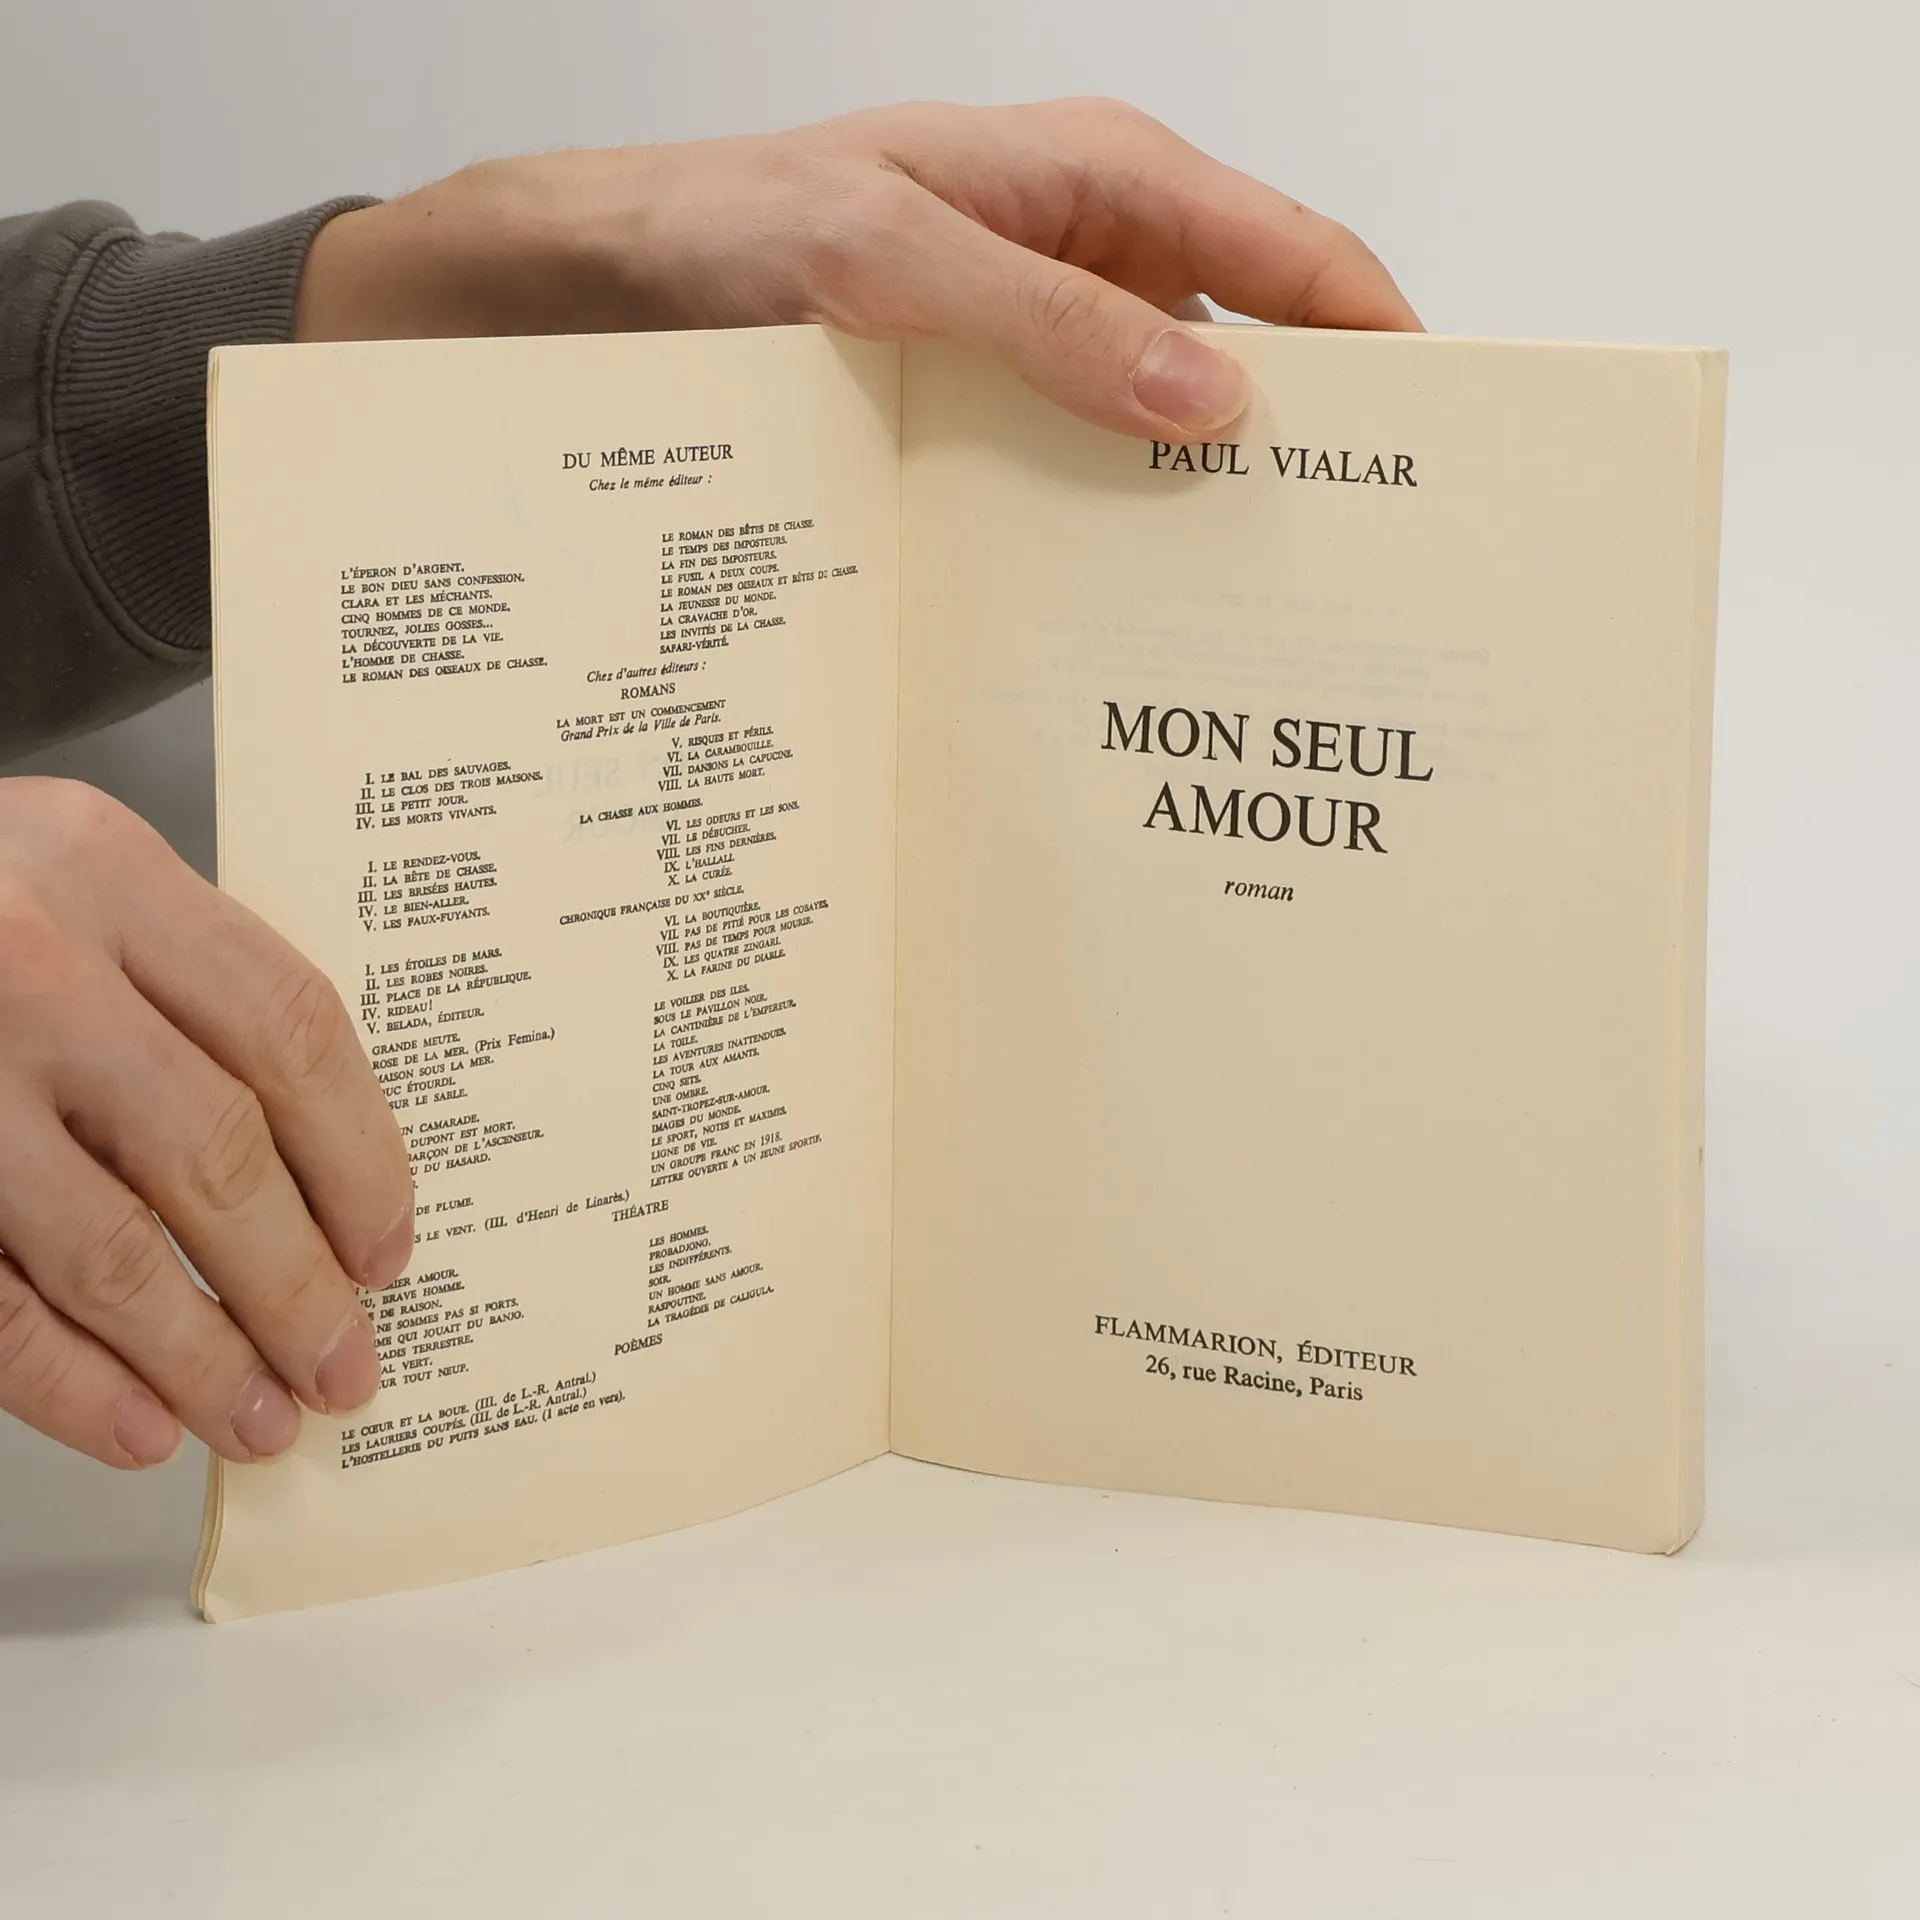 DU MÊME AUTEUR
Chez le même éditeur :
L'ÉPERON D'ARGENT.
LE BON DIEU SANS CONFESSION.
CLARA ET LES MÉCHANTS.
CINQ HOMMES DE CE MONDE.
TOURNEZ, JOLIES GOSSES...
LA DÉCOUVERTE DE LA VIE.
L'HOMME DE CHASSE.
LE ROMAN DES OISEAUX DE CHASSE.
LE ROMAN DES BÊTES DE CHASSE.
LE TEMPS DES IMPOSTEURS.
LA FIN DES IMPOSTEURS.
LE FUSIL A DEUX COUPS.
LE ROMAN DES OISEAUX ET BÊTES DE CHASSE.
LA JEUNESSE DU MONDE.
LA CRAVACHE D'OR.
LES INVITÉS DE LA CHASSE.
SAFARI-VÉRITÉ.
Chez d'autres éditeurs :
ROMANS
LA MORT EST UN COMMENCEMENT
Grand Prix de la Ville de Paris.
I. LE BAL DES SAUVAGES.
II. LE CLOS DES TROIS MAISONS.
III. LE PETIT JOUR.
IV. LES MORTS VIVANTS.
V. RISQUES ET PÉRILS.
VI. LA CARAMBOUILLE.
VII. DANSONS LA CAPUCINE.
VIII. LA HAUTE MORT.
LA CHASSE AUX HOMMES.
I. LE RENDEZ-VOUS.
II. LA BÊTE DE CHASSE.
III. LES BRISÉES HAUTES.
IV. LE BIEN-ALLER.
V. LES FAUX-FUYANTS.
VI. LES ODEURS ET LES SONS.
VII. LE DÉBUCHER.
VIII. LES FINS DERNIÈRES.
IX. L'HALLALI.
X. LA CURÉE.
CHRONIQUE FRANÇAISE DU XXe SIÈCLE.
I. LES ÉTOILES DE MARS.
II. LES ROBES NOIRES.
III. PLACE DE LA RÉPUBLIQUE.
IV. RIDEAU!
V. BELADA, ÉDITEUR.
VI. LA BOUTIQUIÈRE.
VII. PAS DE PITIÉ POUR LES COBAYES.
VIII. PAS DE TEMPS POUR MOURIR.
IX. LES QUATRE ZINGARI.
X. LA FARINE DU DIABLE.
GRANDE MEUTE.
ROSE DE LA MER. (Prix Femina.)
MAISON SOUS LA MER.
ÉTOURDI.
SUR LE SABLE.
CAMARADE.
DUPONT EST MORT.
DE L'ASCENSEUR.
DU HASARD.
DE PLUME.
LE VENT. (Ill. d'Henri de Linarès.)
LE VOILIER DES ILES.
SOUS LE PAVILLON NOIR.
LA CANTINIÈRE DE L'EMPEREUR.
LA TOILE.
LES AVENTURES INATTENDUES.
LA TOUR AUX AMANTS.
CINQ SETS.
UNE OMBRE.
SAINT-TROPEZ-SUR-AMOUR.
IMAGES DU MONDE.
LE SPORT, NOTES ET MAXIMES.
LIGNE DE VIE.
UN GROUPE FRANC EN 1918.
LETTRE OUVERTE A UN JEUNE SPORTIF.
THÉATRE
AMOUR.
BRAVE HOMME.
DE RAISON.
NE SOMMES PAS SI FORTS.
QUI JOUAIT DU BANJO.
TERRESTRE.
VERT.
TOUT NEUF.
LES HOMMES.
PROBADJONG.
LES INDIFFÉRENTS.
SOIR.
UN HOMME SANS AMOUR.
RASPOUTINE.
LA TRAGÉDIE DE CALIGULA.
POÈMES
LE CŒUR ET LA BOUE. (Ill. de L.-R. Antral.)
LES LAURIERS COUPÉS. (Ill. de L.-R. Antral.)
L'HOSTELLERIE DU PUITS SANS EAU. (1 acte en vers).
PAUL VIALAR
MON SEUL
AMOUR
roman
FLAMMARION, ÉDITEUR
26, rue Racine, Paris